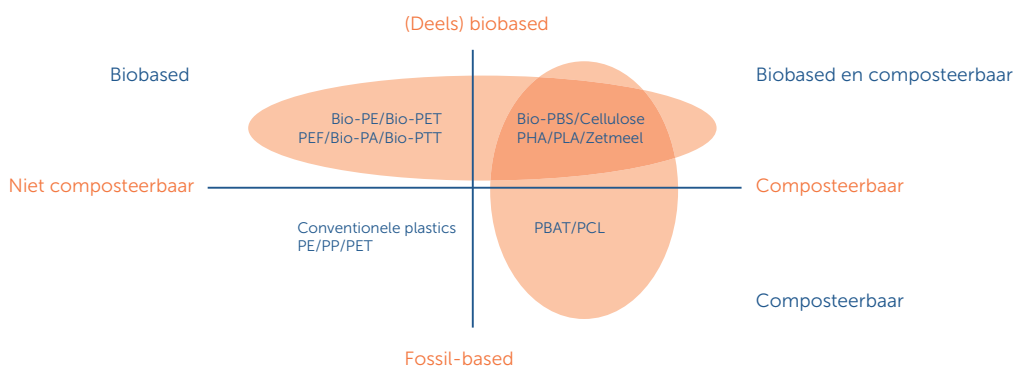 (Deels) biobased
Biobased
Biobased en composteerbaar
Bio-PE/Bio-PET
PEF/Bio-PA/Bio-PTT
Bio-PBS/Cellulose
PHA/PLA/Zetmeel
Niet composteerbaar
Composteerbaar
Conventionele plastics
PE/PP/PET
PBAT/PCL
Composteerbaar
Fossil-based